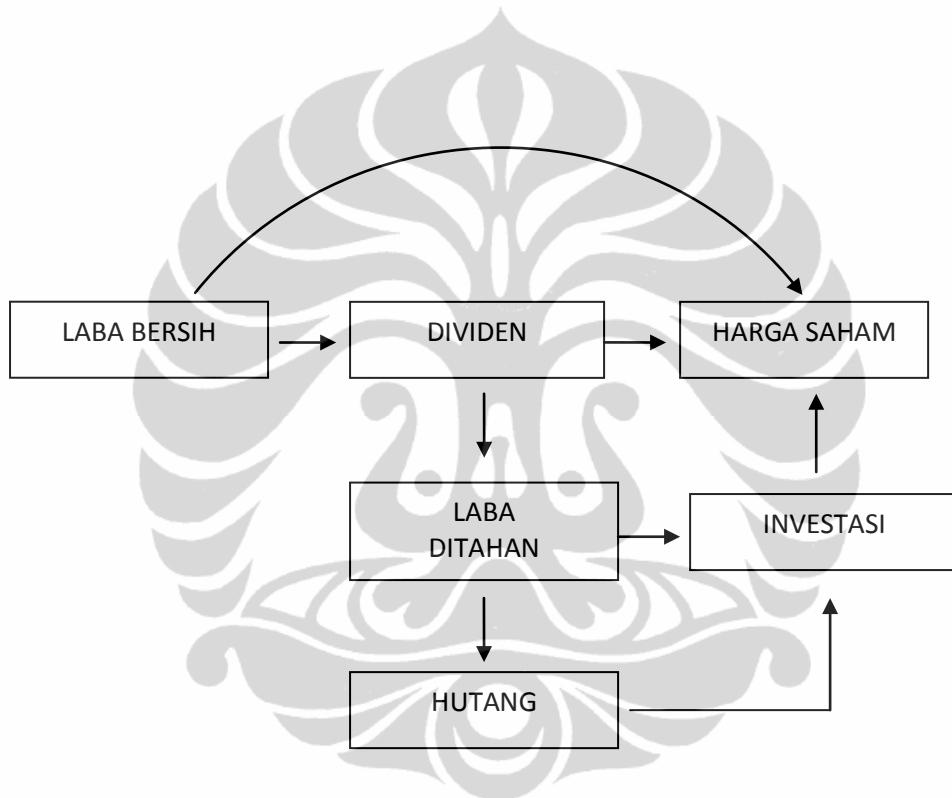 LABA BERSIH
DIVIDEN
HARGA SAHAM
LABA
DITAHAN
INVESTASI
HUTANG